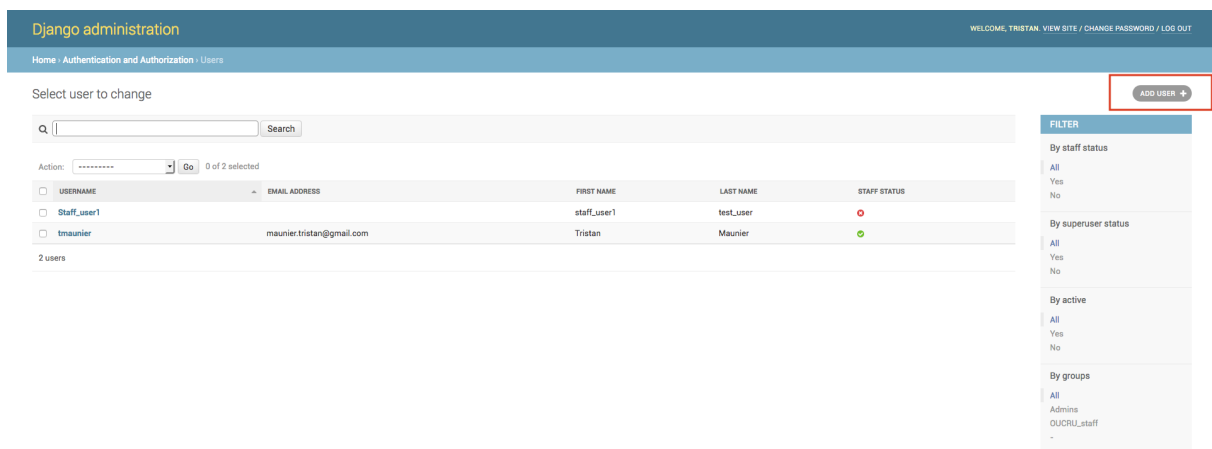 Django administration
WELCOME, TRISTAN. VIEW SITE / CHANGE PASSWORD / LOG OUT
Home › Authentication and Authorization › Users
Select user to change
ADD USER +
Search
Action: --------- Go 0 of 2 selected
USERNAME EMAIL ADDRESS FIRST NAME LAST NAME STAFF STATUS
Staff_user1 staff_user1 test_user
tmaunier maunier.tristan@gmail.com Tristan Maunier
2 users
FILTER
By staff status
All
Yes
No
By superuser status
All
Yes
No
By active
All
Yes
No
By groups
All
Admins
OUCRU_staff
-